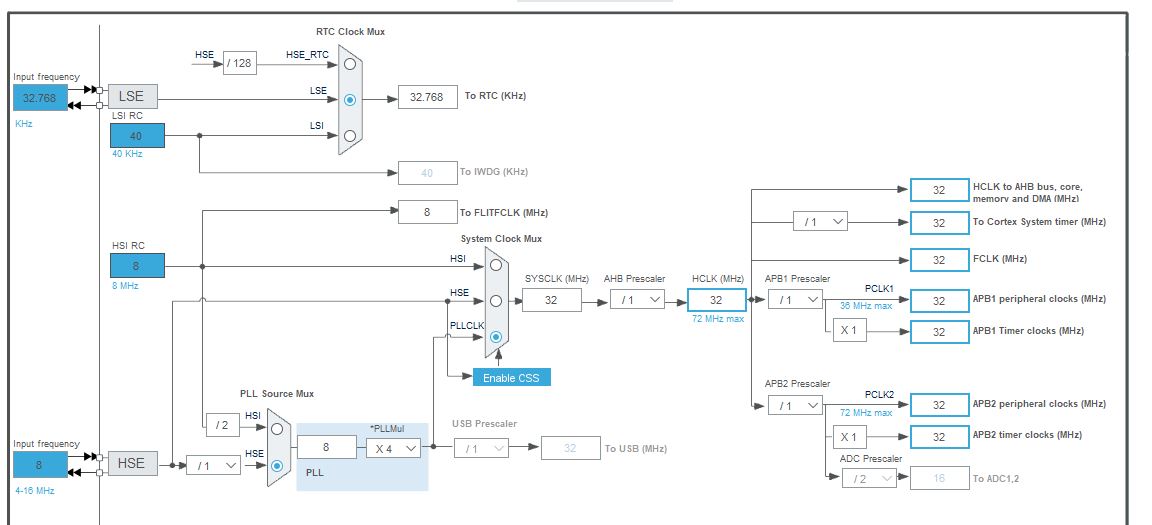 RTC Clock Mux
HSE
/ 128
HSE_RTC
Input frequency
32.768
KHz
LSE
LSE
32.768
To RTC (KHz)
LSI RC
40
40 KHz
LSI
40
To IWDG (KHz)
8
To FLITFCLK (MHz)
System Clock Mux
HSI RC
8
8 MHz
HSI
HSE
PLLCLK
SYSCLK (MHz)
32
AHB Prescaler
/ 1
HCLK (MHz)
32
72 MHz max
Enable CSS
32
HCLK to AHB bus, core,
memory and DMA (MHz)
/ 1
32
To Cortex System timer (MHz)
32
FCLK (MHz)
APB1 Prescaler
/ 1
PCLK1
36 MHz max
32
APB1 peripheral clocks (MHz)
X 1
32
APB1 Timer clocks (MHz)
APB2 Prescaler
/ 1
PCLK2
72 MHz max
32
APB2 peripheral clocks (MHz)
X 1
32
APB2 timer clocks (MHz)
ADC Prescaler
/ 2
16
To ADC1,2
PLL Source Mux
/ 2
HSI
HSE
Input frequency
8
4-16 MHz
HSE
/ 1
8
*PLLMul
X 4
PLL
USB Prescaler
/ 1
32
To USB (MHz)